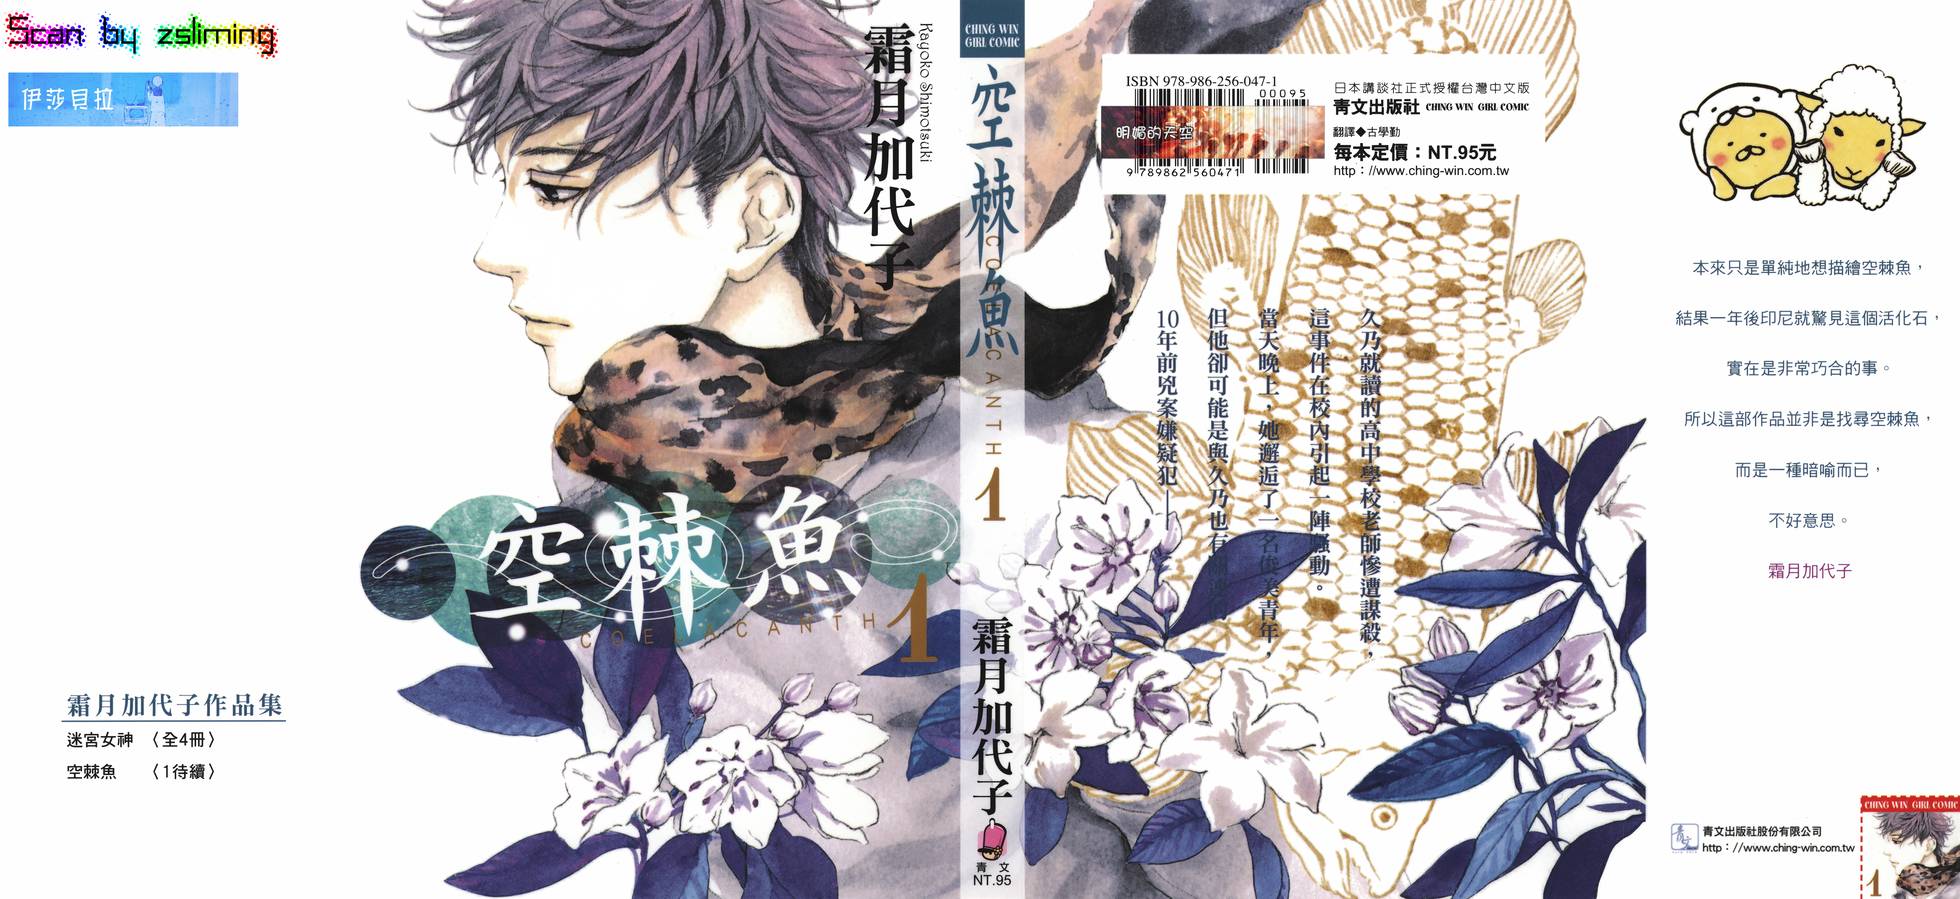 Scan by zsliming
伊莎貝拉
霜月加代子作品集
迷宮女神 〈全4冊〉
空棘魚 〈1待續〉
霜月加代子
Kayoko Shimotsuki
空棘魚
COELACANTH
1
CHING WIN
GIRL COMIC
空棘魚
COELACANTH
1
霜月加代子
青文
NT.95
ISBN 978-986-256-047-1
00095
明媚的天空
9 789862 560471
日本講談社正式授權台灣中文版
青文出版社 CHING WIN GIRL COMIC
翻譯◆古學勤
每本定價：NT.95元
http：//www.ching-win.com.tw
久乃就讀的高中學校老師慘遭謀殺，
這事件在校內引起一陣騷動。
當天晚上，她邂逅了一名俊美青年，
但他卻可能是與久乃也有
10年前兇案嫌疑犯——
本來只是單純地想描繪空棘魚，
結果一年後印尼就驚見這個活化石，
實在是非常巧合的事。
所以這部作品並非是找尋空棘魚，
而是一種暗喻而已，
不好意思。
霜月加代子
青文
青文出版社股份有限公司
http：//www.ching-win.com.tw
CHING WIN GIRL COMIC
1